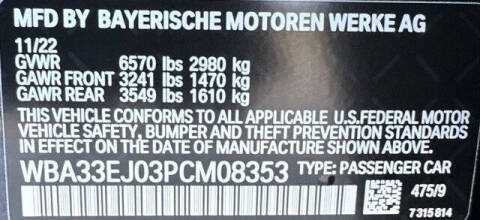 MFD BY BAYERISCHE MOTOREN WERKE AG
11/22
GVWR 6570 lbs 2980 kg
GAWR FRONT 3241 lbs 1470 kg
GAWR REAR 3549 lbs 1610 kg
THIS VEHICLE CONFORMS TO ALL APPLICABLE U.S.FEDERAL MOTOR
VEHICLE SAFETY, BUMPER AND THEFT PREVENTION STANDARDS
IN EFFECT ON THE DATE OF MANUFACTURE SHOWN ABOVE.
WBA33EJ03PCM08353 TYPE: PASSENGER CAR
475/9
7315814